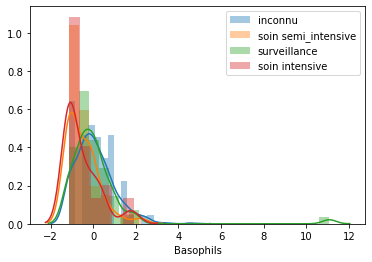 inconnu
soin semi_intensive
surveillance
soin intensive
1.0
0.8
0.6
0.4
0.2
0.0
−2 0 2 4 6 8 10 12
Basophils